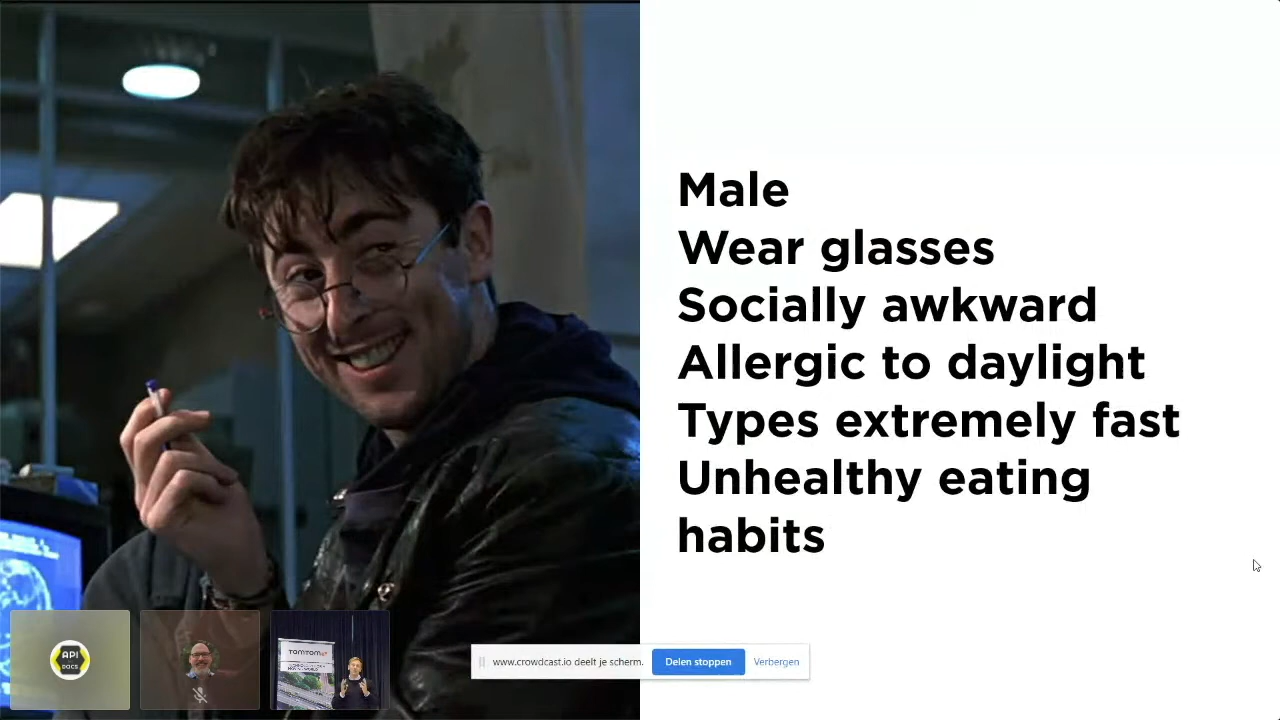 Male
Wear glasses
Socially awkward
Allergic to daylight
Types extremely fast
Unhealthy eating
habits
API
DOCS
TOMTOM
www.crowdcast.io deelt je scherm.
Delen stoppen
Verbergen